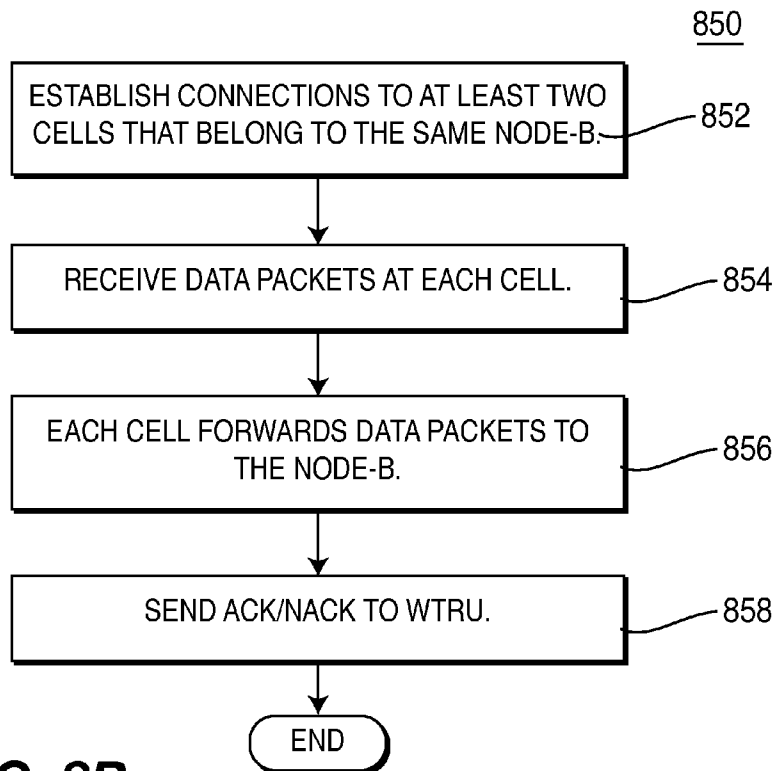 850
ESTABLISH CONNECTIONS TO AT LEAST TWO
CELLS THAT BELONG TO THE SAME NODE-B.
852
RECEIVE DATA PACKETS AT EACH CELL.
854
EACH CELL FORWARDS DATA PACKETS TO
THE NODE-B.
856
SEND ACK/NACK TO WTRU.
858
END